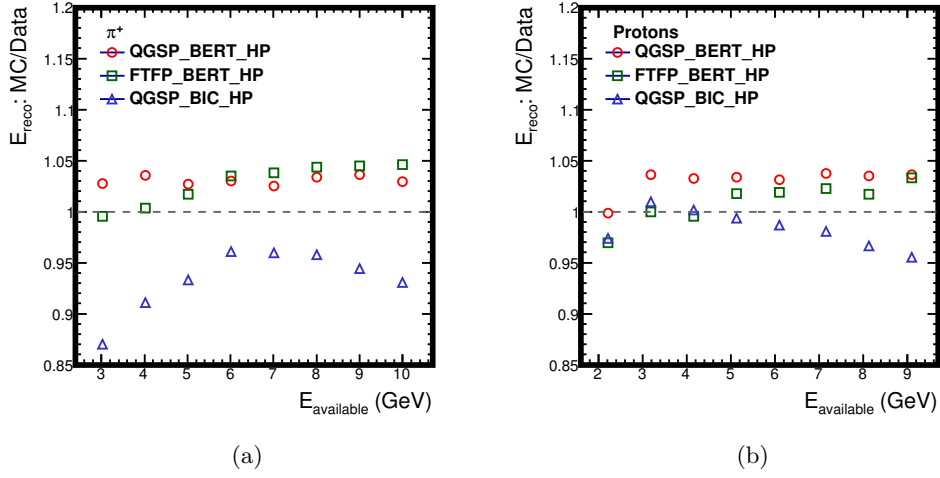 E_reco: MC/Data
π+
QGSP_BERT_HP
FTFP_BERT_HP
QGSP_BIC_HP
1.2
1.15
1.1
1.05
1
0.95
0.9
0.85
3 4 5 6 7 8 9 10
E_available (GeV)
(a)
E_reco: MC/Data
Protons
QGSP_BERT_HP
FTFP_BERT_HP
QGSP_BIC_HP
1.2
1.15
1.1
1.05
1
0.95
0.9
0.85
2 3 4 5 6 7 8 9
E_available (GeV)
(b)